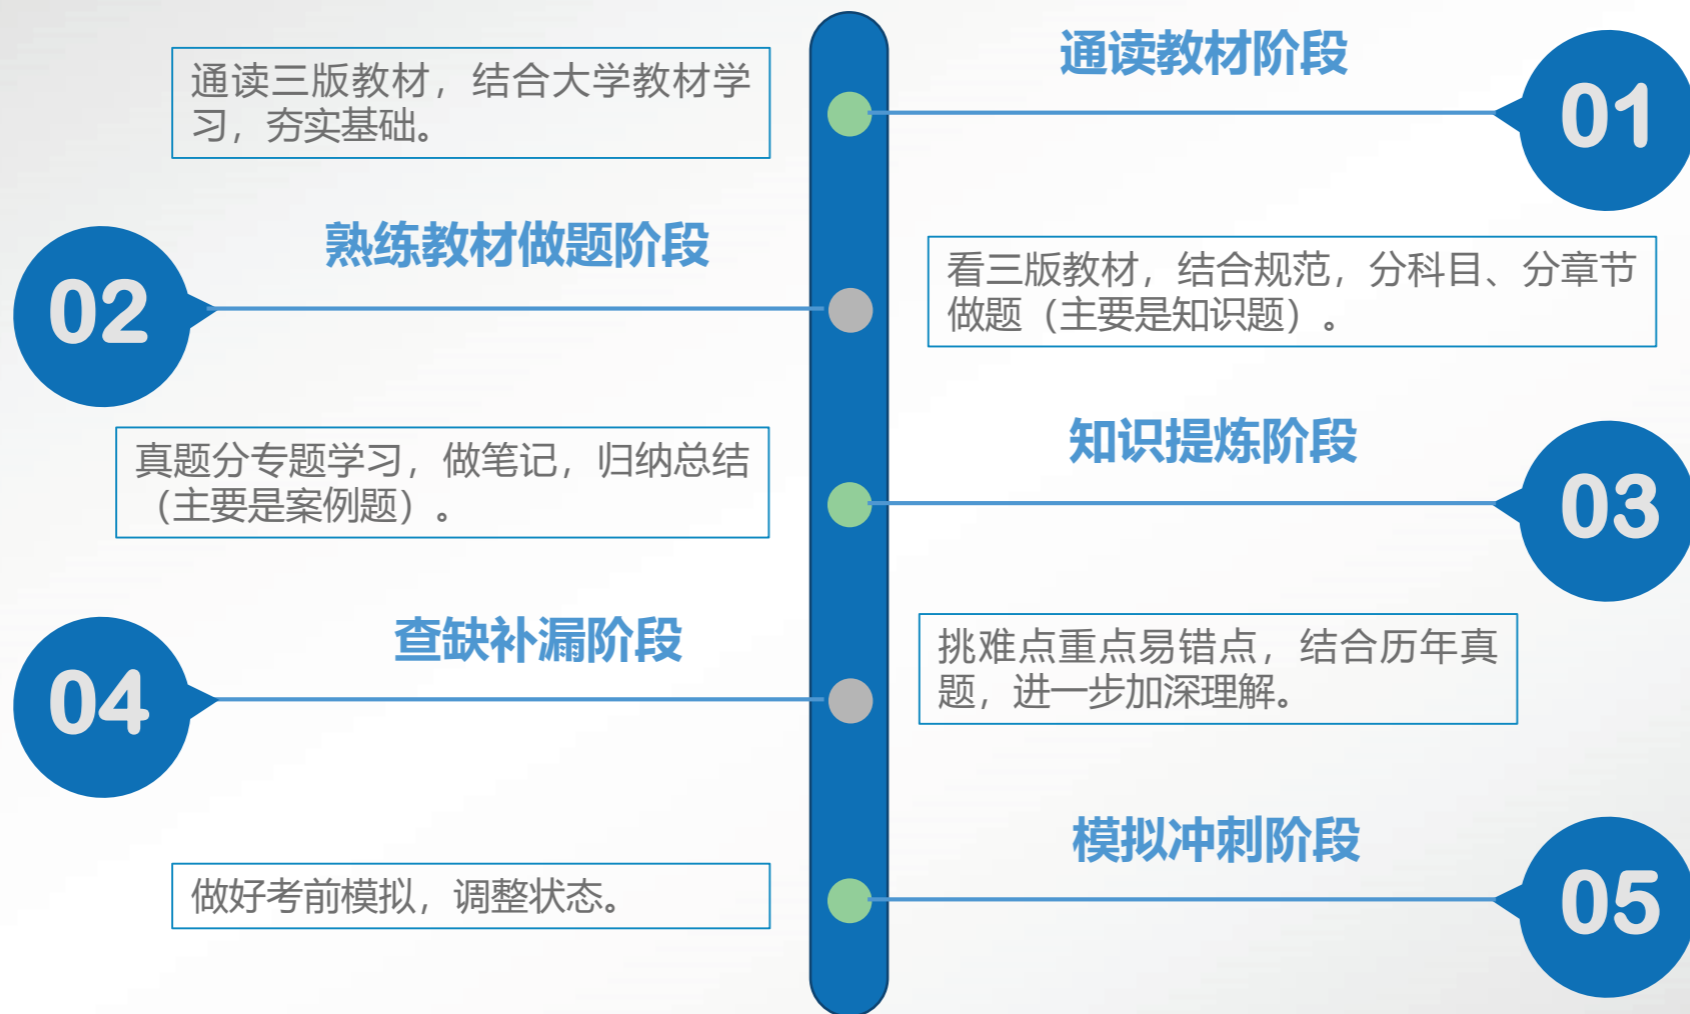 通读教材阶段
01
通读三版教材，结合大学教材学
习，夯实基础。
熟练教材做题阶段
02
看三版教材，结合规范，分科目、分章节
做题（主要是知识题）。
知识提炼阶段
03
真题分专题学习，做笔记，归纳总结
（主要是案例题）。
查缺补漏阶段
04
挑难点重点易错点，结合历年真
题，进一步加深理解。
模拟冲刺阶段
05
做好考前模拟，调整状态。